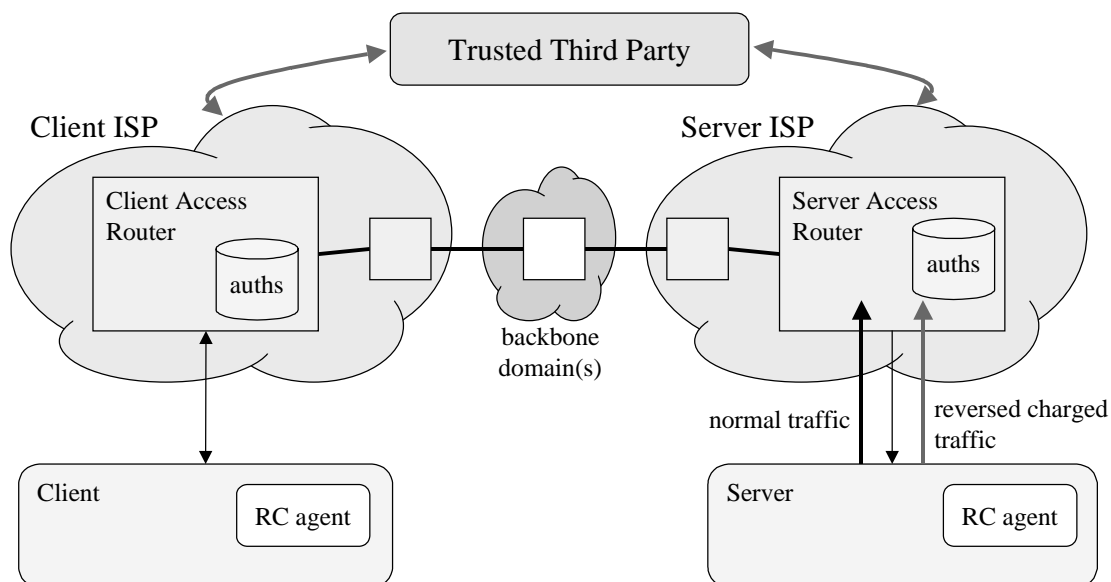 Trusted Third Party
Client ISP
Server ISP
Client Access
Router
auths
Server Access
Router
auths
backbone
domain(s)
normal traffic
reversed charged
traffic
Client
RC agent
Server
RC agent